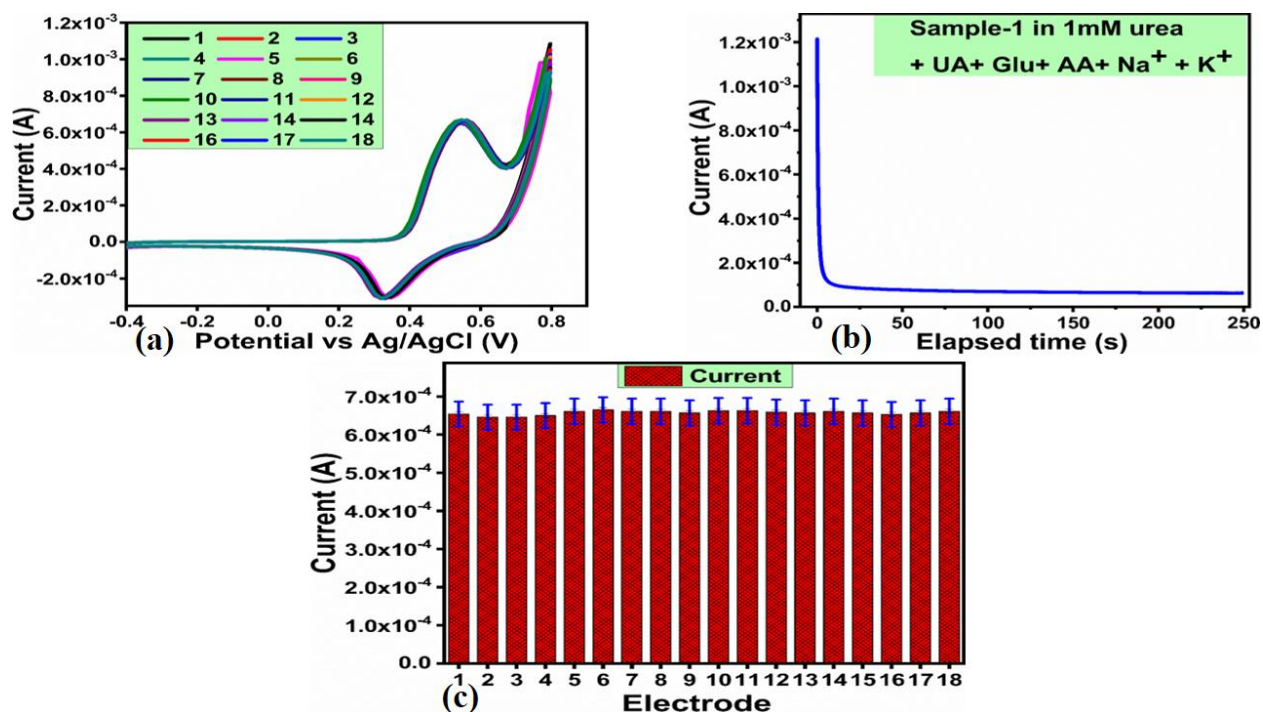 1.2x10⁻³
1.0x10⁻³
8.0x10⁻⁴
6.0x10⁻⁴
4.0x10⁻⁴
2.0x10⁻⁴
0.0
-2.0x10⁻⁴
Current (A)
1 2 3
4 5 6
7 8 9
10 11 12
13 14 14
16 17 18
-0.4 -0.2 0.0 0.2 0.4 0.6 0.8
(a) Potential vs Ag/AgCl (V)
1.2x10⁻³
1.0x10⁻³
8.0x10⁻⁴
6.0x10⁻⁴
4.0x10⁻⁴
2.0x10⁻⁴
0.0
Current (A)
Sample-1 in 1mM urea
+ UA+ Glu+ AA+ Na⁺ + K⁺
0 50 100 150 200 250
(b) Elapsed time (s)
Current
7.0x10⁻⁴
6.0x10⁻⁴
5.0x10⁻⁴
4.0x10⁻⁴
3.0x10⁻⁴
2.0x10⁻⁴
1.0x10⁻⁴
0.0
Current (A)
1 2 3 4 5 6 7 8 9 10 11 12 13 14 15 16 17 18
(c) Electrode